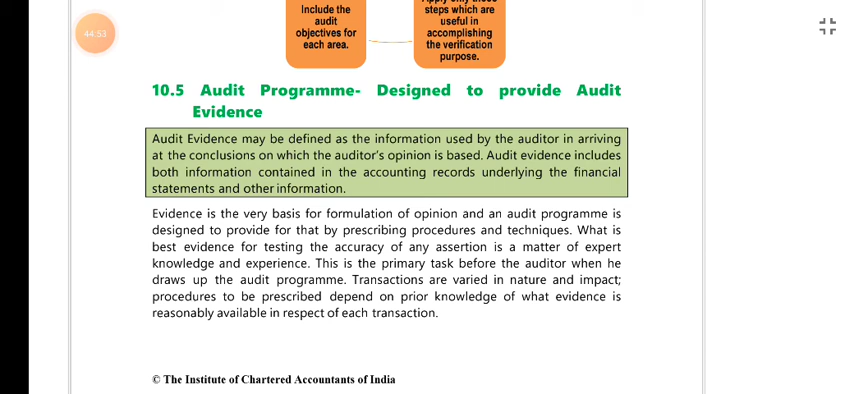 44:53
Include the
audit
objectives for
each area.
Apply only those
steps which are
useful in
accomplishing
the verification
purpose.
10.5 Audit Programme- Designed to provide Audit
Evidence
Audit Evidence may be defined as the information used by the auditor in arriving
at the conclusions on which the auditor's opinion is based. Audit evidence includes
both information contained in the accounting records underlying the financial
statements and other information.
Evidence is the very basis for formulation of opinion and an audit programme is
designed to provide for that by prescribing procedures and techniques. What is
best evidence for testing the accuracy of any assertion is a matter of expert
knowledge and experience. This is the primary task before the auditor when he
draws up the audit programme. Transactions are varied in nature and impact;
procedures to be prescribed depend on prior knowledge of what evidence is
reasonably available in respect of each transaction.
© The Institute of Chartered Accountants of India